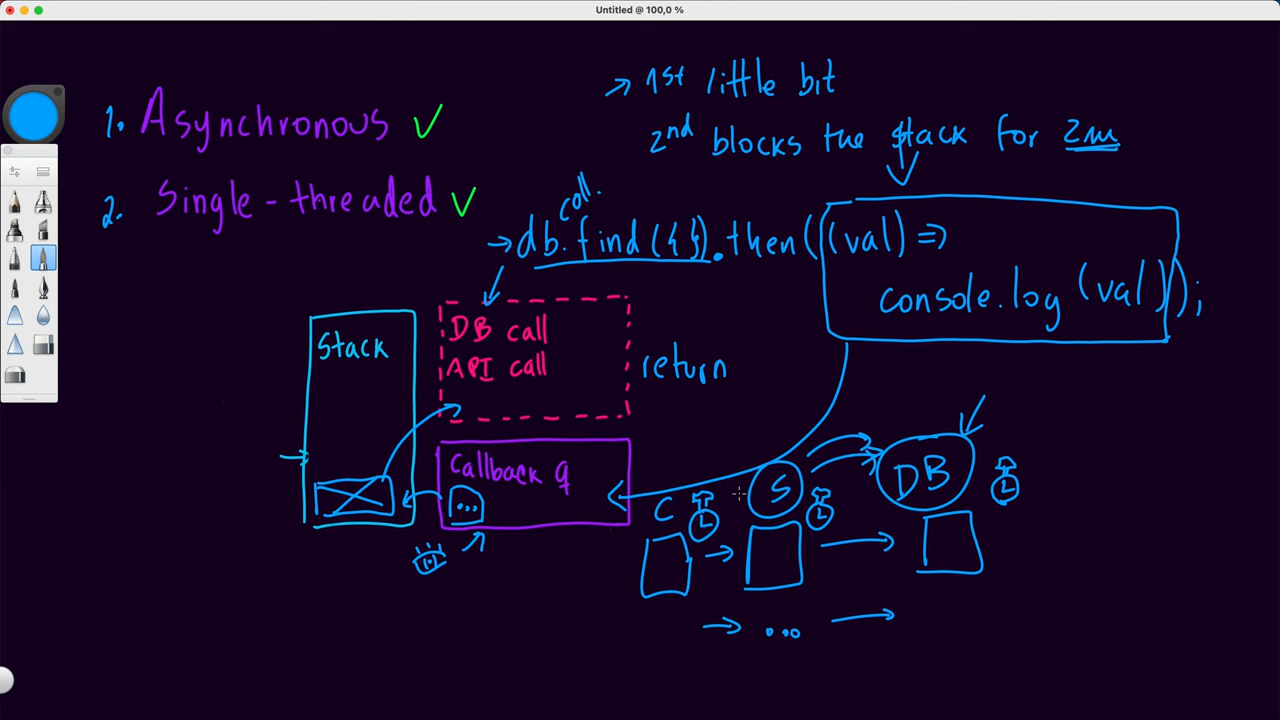 Untitled @ 100,0 %
→ 1st little bit
1. Asynchronous ✓
2nd blocks the stack for 2m
2. Single-threaded ✓
coll.
→ db.find({}).then((val) =>
console.log(val));
Stack
DB call
API call
return
Callback q
...
C
S
DB
L
L
L
→ ... →